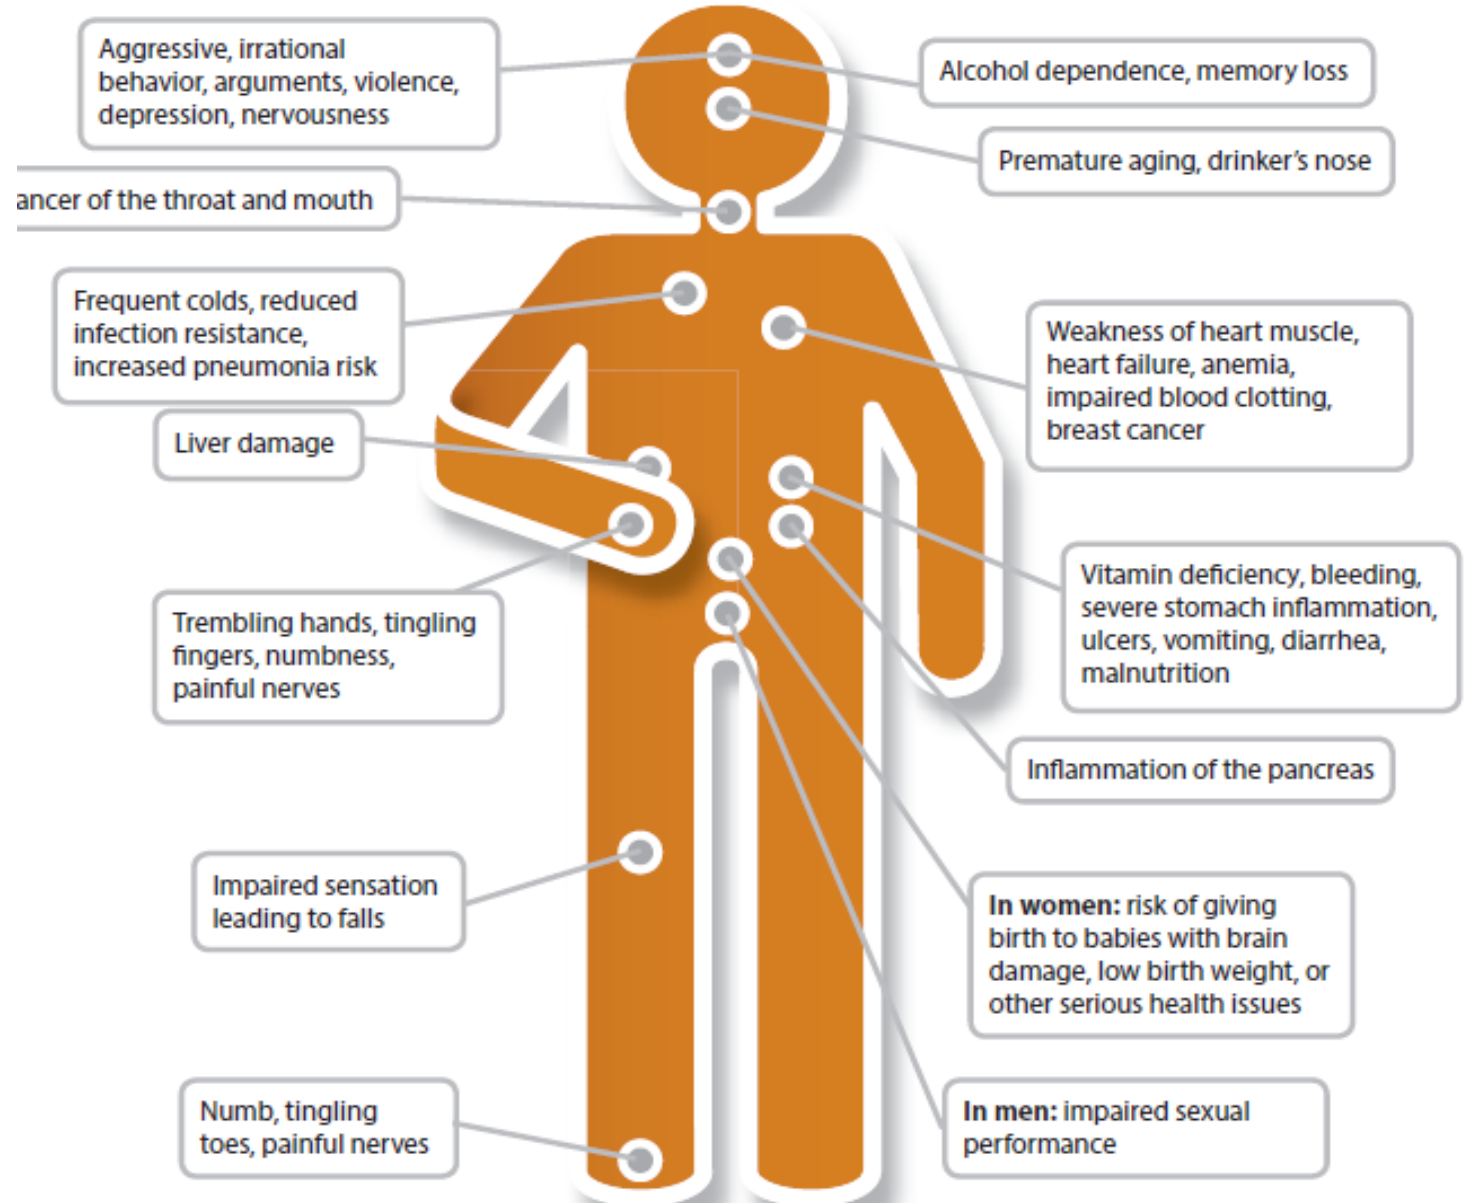 Aggressive, irrational
behavior, arguments, violence,
depression, nervousness
Alcohol dependence, memory loss
Premature aging, drinker's nose
ancer of the throat and mouth
Frequent colds, reduced
infection resistance,
increased pneumonia risk
Weakness of heart muscle,
heart failure, anemia,
impaired blood clotting,
breast cancer
Liver damage
Vitamin deficiency, bleeding,
severe stomach inflammation,
ulcers, vomiting, diarrhea,
malnutrition
Trembling hands, tingling
fingers, numbness,
painful nerves
Inflammation of the pancreas
Impaired sensation
leading to falls
In women: risk of giving
birth to babies with brain
damage, low birth weight, or
other serious health issues
Numb, tingling
toes, painful nerves
In men: impaired sexual
performance